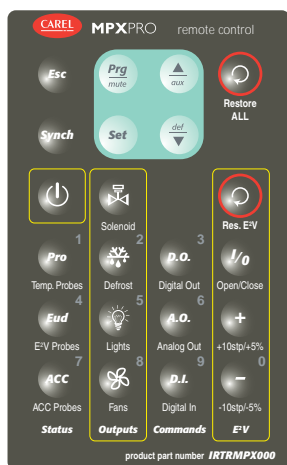 CAREL MPXPRO remote control
Esc Prg mute aux
Restore ALL
Synch Set def
Solenoid Res. E²V
1 2 3
Pro D.O. I/0
Temp. Probes Defrost Digital Out Open/Close
4 5 6
Eud A.O. +
E²V Probes Lights Analog Out +10stp/+5%
7 8 9 0
ACC D.I. -
ACC Probes Fans Digital In -10stp/-5%
Status Outputs Commands E²V
product part number IRTRMPX000